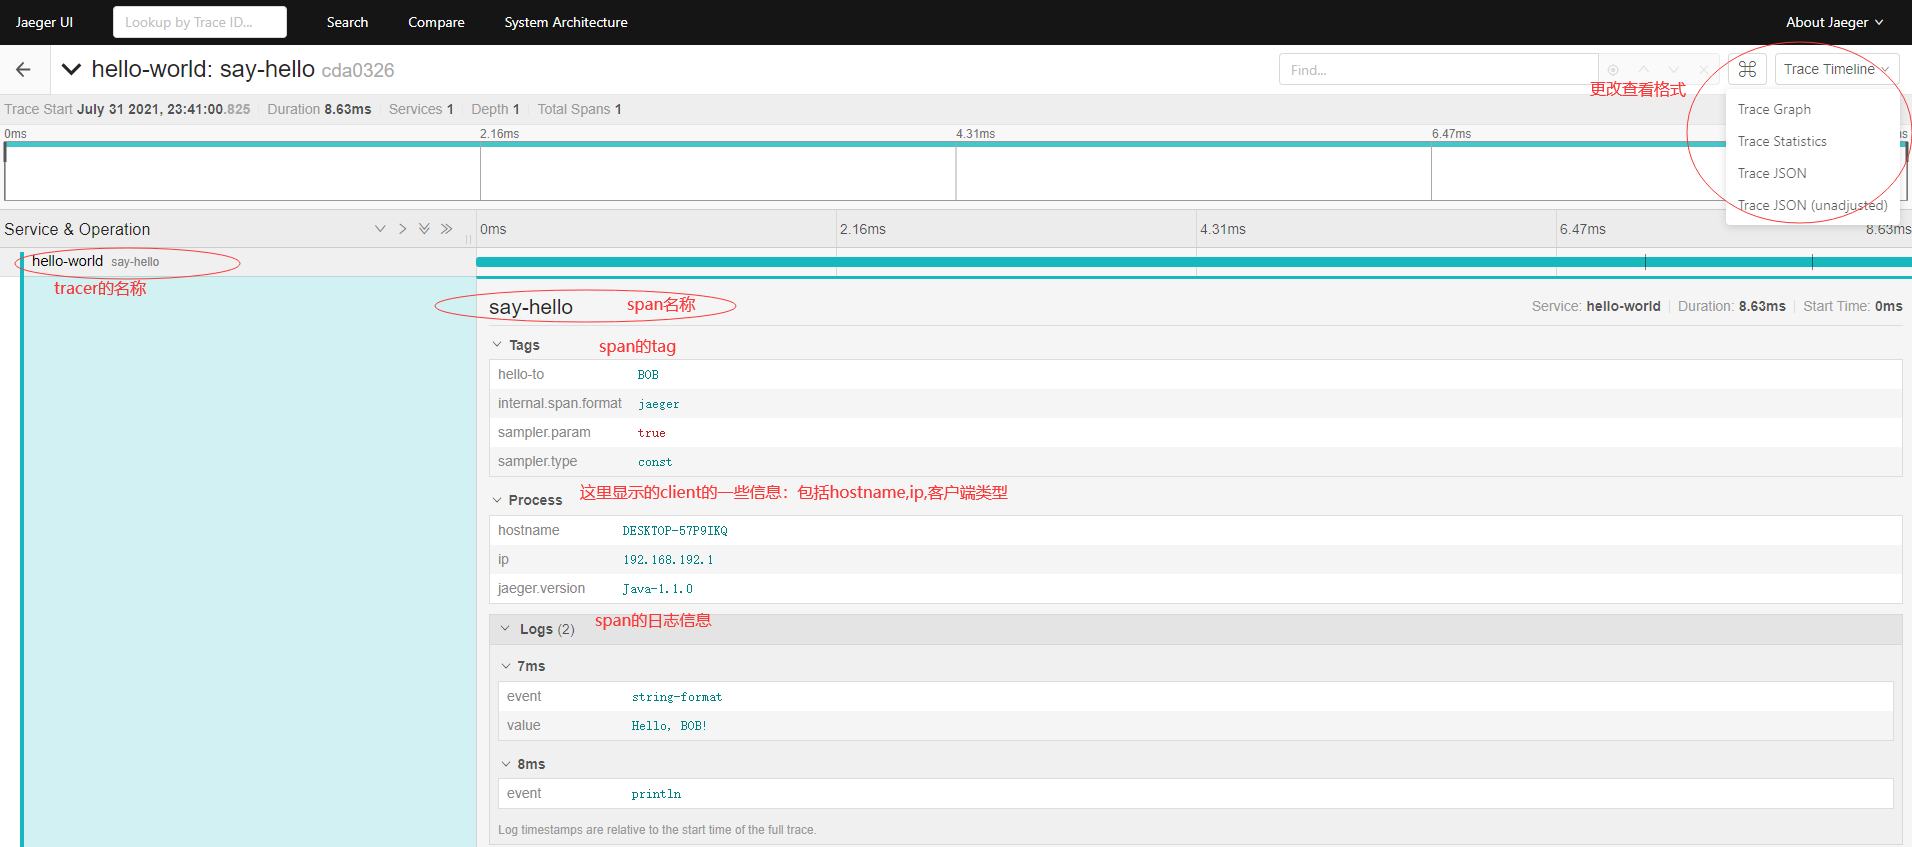 Jaeger UI Lookup by Trace ID... Search Compare System Architecture About Jaeger
hello-world: say-hello cda0326 Find... Trace Timeline
更改查看格式
Trace Graph
Trace Statistics
Trace JSON
Trace JSON (unadjusted)
Trace Start July 31 2021, 23:41:00.825 Duration 8.63ms Services 1 Depth 1 Total Spans 1
0ms 2.16ms 4.31ms 6.47ms
Service & Operation 0ms 2.16ms 4.31ms 6.47ms 8.63ms
hello-world say-hello
tracer的名称
say-hello span名称 Service: hello-world Duration: 8.63ms Start Time: 0ms
Tags span的tag
hello-to BOB
internal.span.format jaeger
sampler.param true
sampler.type const
Process 这里显示的client的一些信息：包括hostname,ip,客户端类型
hostname DESKTOP-57P9IKQ
ip 192.168.192.1
jaeger.version Java-1.1.0
Logs (2) span的日志信息
7ms
event string-format
value Hello, BOB!
8ms
event println
Log timestamps are relative to the start time of the full trace.